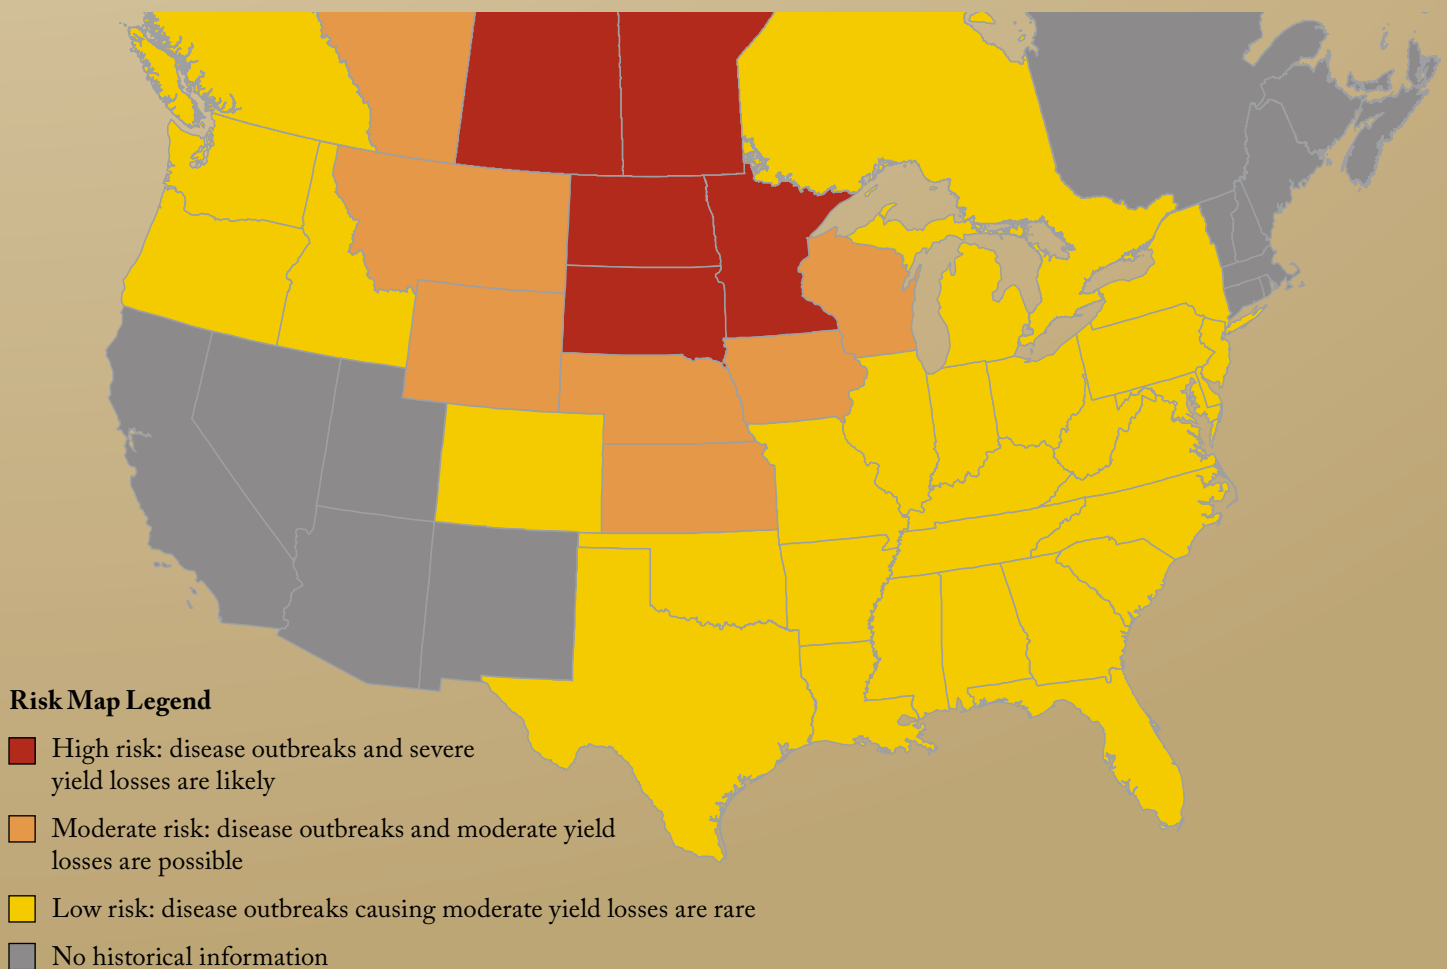 Risk Map Legend
High risk: disease outbreaks and severe
yield losses are likely
Moderate risk: disease outbreaks and moderate yield
losses are possible
Low risk: disease outbreaks causing moderate yield losses are rare
No historical information